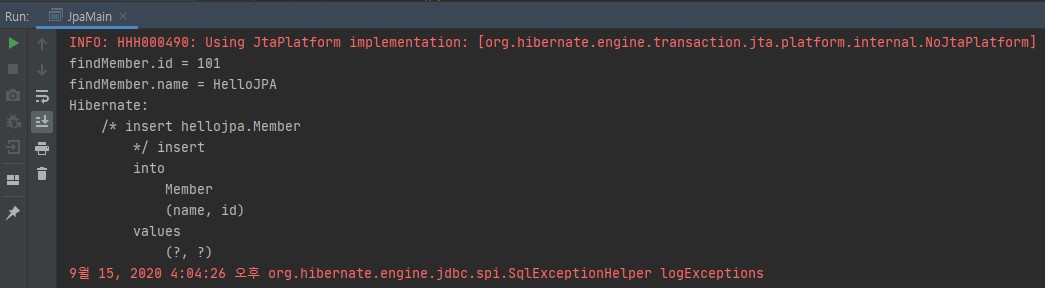 Run: JpaMain
INFO: HHH000490: Using JtaPlatform implementation: [org.hibernate.engine.transaction.jta.platform.internal.NoJtaPlatform]
findMember.id = 101
findMember.name = HelloJPA
Hibernate:
/* insert hellojpa.Member
*/ insert
into
Member
(name, id)
values
(?, ?)
9월 15, 2020 4:04:26 오후 org.hibernate.engine.jdbc.spi.SqlExceptionHelper logExceptions